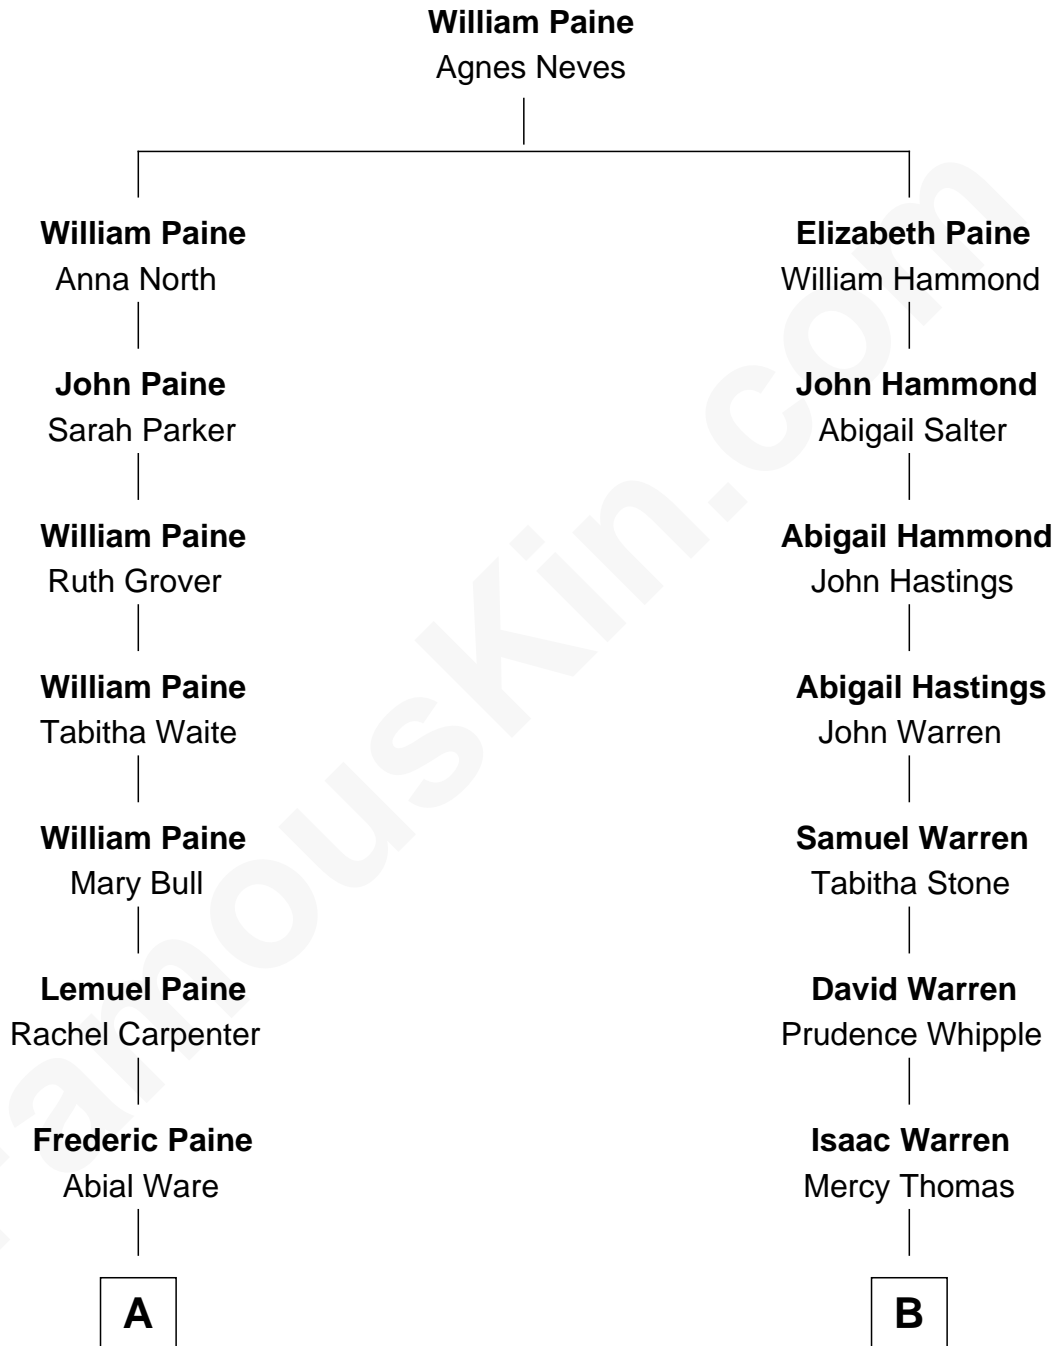 William Paine
Agnes Neves
William Paine
Anna North
Elizabeth Paine
William Hammond
John Paine
Sarah Parker
John Hammond
Abigail Salter
William Paine
Ruth Grover
Abigail Hammond
John Hastings
William Paine
Tabitha Waite
Abigail Hastings
John Warren
William Paine
Mary Bull
Samuel Warren
Tabitha Stone
Lemuel Paine
Rachel Carpenter
David Warren
Prudence Whipple
Frederic Paine
Abial Ware
Isaac Warren
Mercy Thomas
A
B
FamousKin.com